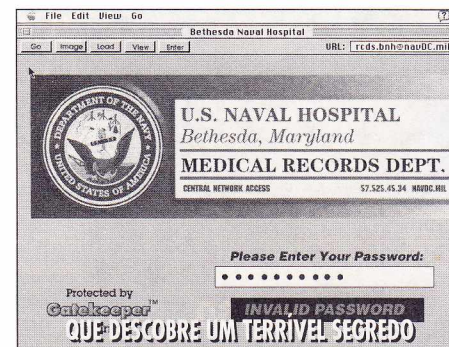 File Edit View Go
Bethesda Naval Hospital
Go Image Load View Enter
URL: rcds.bnh@navDC.mil
DEPARTMENT OF THE NAVY
UNITED STATES OF AMERICA
U.S. NAVAL HOSPITAL
Bethesda, Maryland
MEDICAL RECORDS DEPT.
CENTRAL NETWORK ACCESS 57.525.45.34 NAVDC.MIL
Please Enter Your Password:
Protected by
Gatekeeper™
INVALID PASSWORD
QUE DESCOBRE UM TERRÍVEL SEGREDO